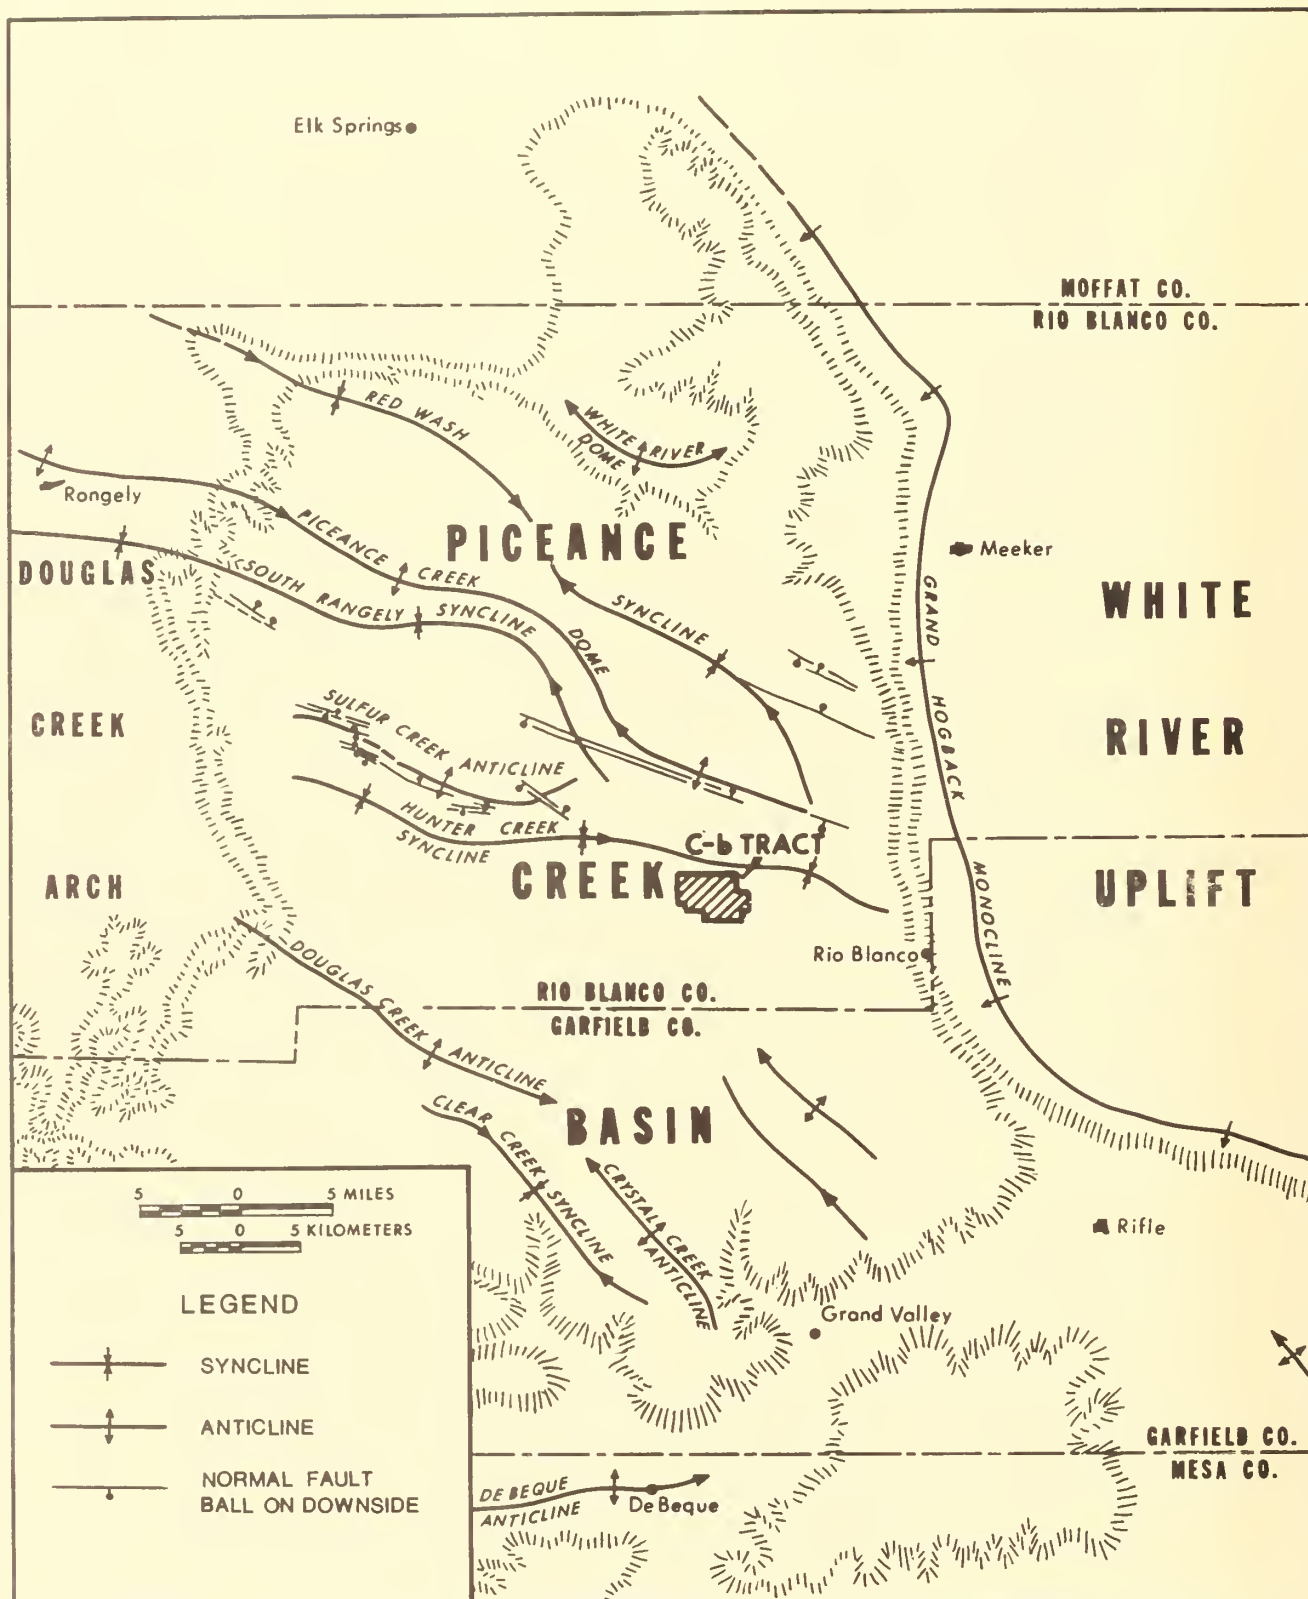 Elk Springs
MOFFAT CO.
RIO BLANCO CO.
RED WASH
WHITE RIVER
DOME
Rangely
PICEANCE
Meeker
DOUGLAS
PICEANCE CREEK DOME
SOUTH RANGELY SYNCLINE
SYNCLINE
GRAND HOGBACK MONOCLINE
WHITE
CREEK
SULFUR CREEK ANTICLINE
RIVER
HUNTER CREEK
SYNCLINE
C-b TRACT
ARCH
CREEK
UPLIFT
Rio Blanco
DOUGLAS CREEK ANTICLINE
RIO BLANCO CO.
GARFIELD CO.
BASIN
CLEAR CREEK SYNCLINE
CRYSTAL CREEK
ANTICLINE
5 0 5 MILES
5 0 5 KILOMETERS
Rifle
LEGEND
Grand Valley
SYNCLINE
ANTICLINE
NORMAL FAULT
BALL ON DOWNSIDE
GARFIELD CO.
MESA CO.
DE BEQUE
ANTICLINE
De Beque